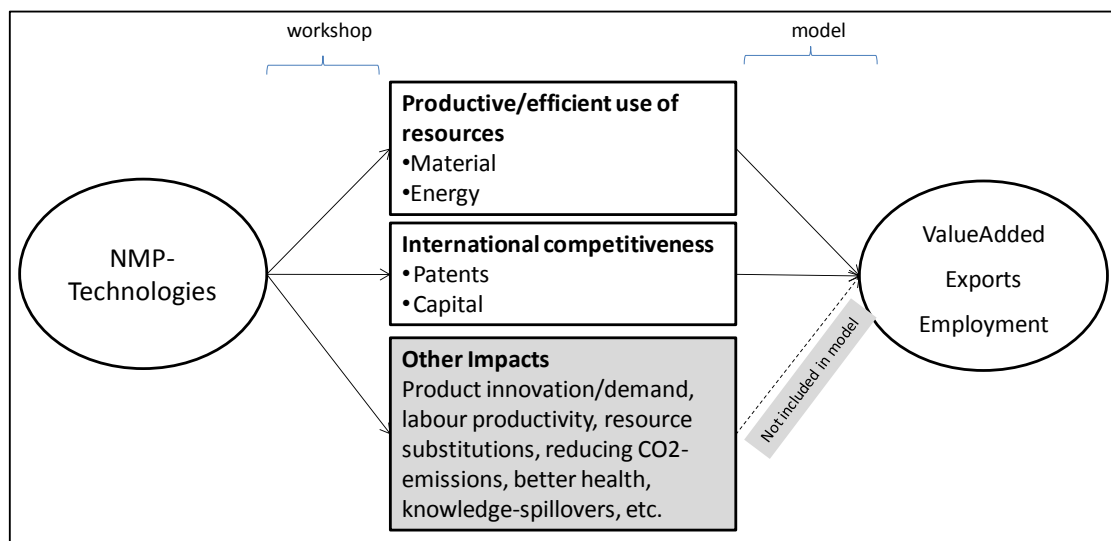 workshop
model
NMP-
Technologies
Productive/efficient use of
resources
•Material
•Energy
International competitiveness
•Patents
•Capital
Other Impacts
Product innovation/demand,
labour productivity, resource
substitutions, reducing CO2-
emissions, better health,
knowledge-spillovers, etc.
Not included in model
ValueAdded
Exports
Employment